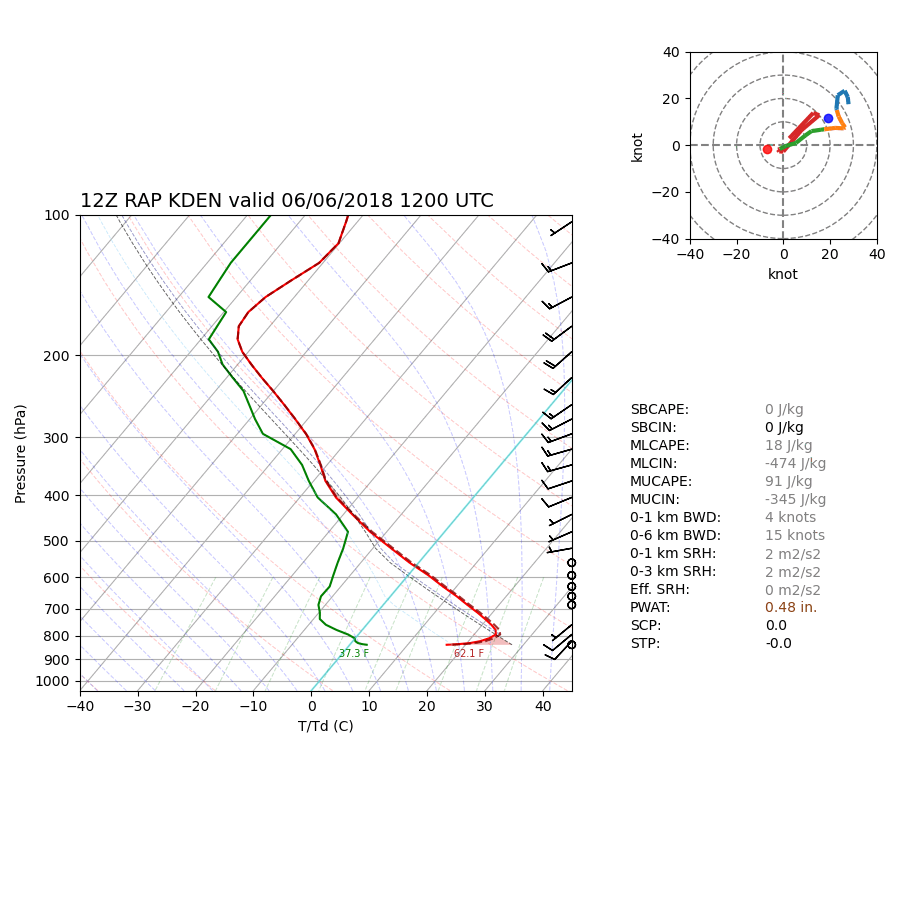 40
20
0
−20
−40
knot
−40 −20 0 20 40
knot
12Z RAP KDEN valid 06/06/2018 1200 UTC
100
200
300
400
500
600
700
800
900
1000
Pressure (hPa)
37.3 F
62.1 F
−40 −30 −20 −10 0 10 20 30 40
T/Td (C)
SBCAPE: 0 J/kg
SBCIN: 0 J/kg
MLCAPE: 18 J/kg
MLCIN: -474 J/kg
MUCAPE: 91 J/kg
MUCIN: -345 J/kg
0-1 km BWD: 4 knots
0-6 km BWD: 15 knots
0-1 km SRH: 2 m2/s2
0-3 km SRH: 2 m2/s2
Eff. SRH: 0 m2/s2
PWAT: 0.48 in.
SCP: 0.0
STP: -0.0